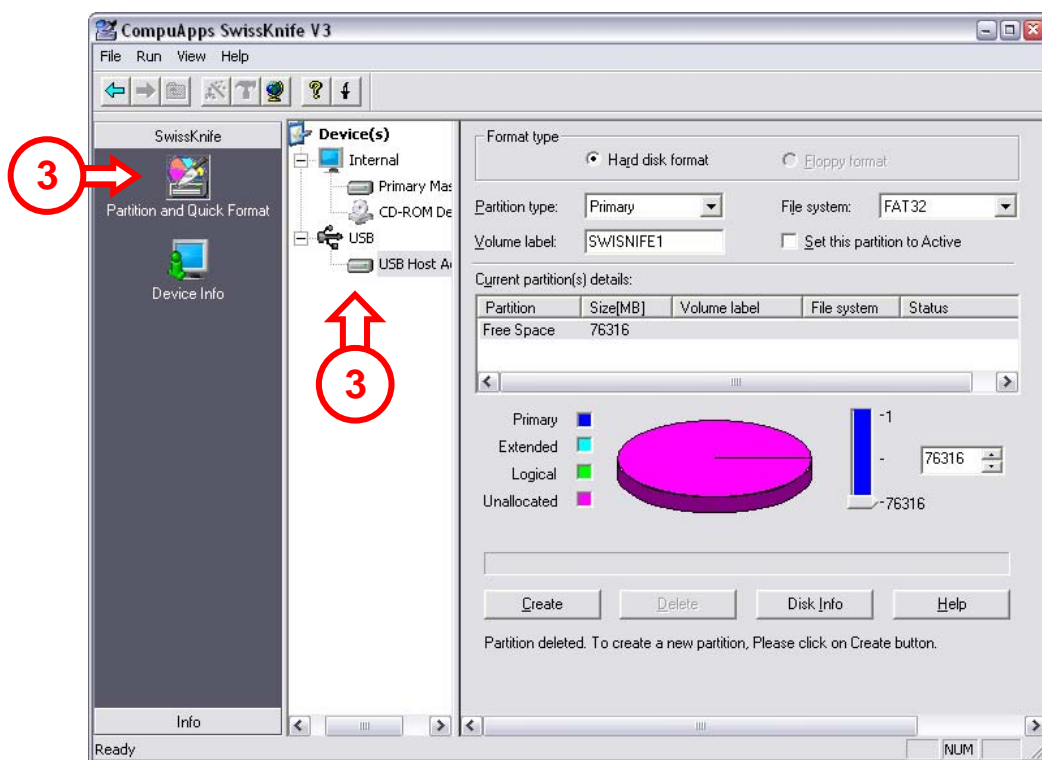 CompuApps SwissKnife V3
File Run View Help
SwissKnife
3
Partition and Quick Format
Device Info
Info
Device(s)
Internal
Primary Mas
CD-ROM De
USB
USB Host A
3
Format type
Hard disk format
Floppy format
Partition type: Primary File system: FAT32
Volume label: SWISNIFE1 Set this partition to Active
Current partition(s) details:
Partition Size[MB] Volume label File system Status
Free Space 76316
Primary
Extended
Logical
Unallocated
-1
-
-76316
76316
Create Delete Disk Info Help
Partition deleted. To create a new partition, Please click on Create button.
Ready NUM